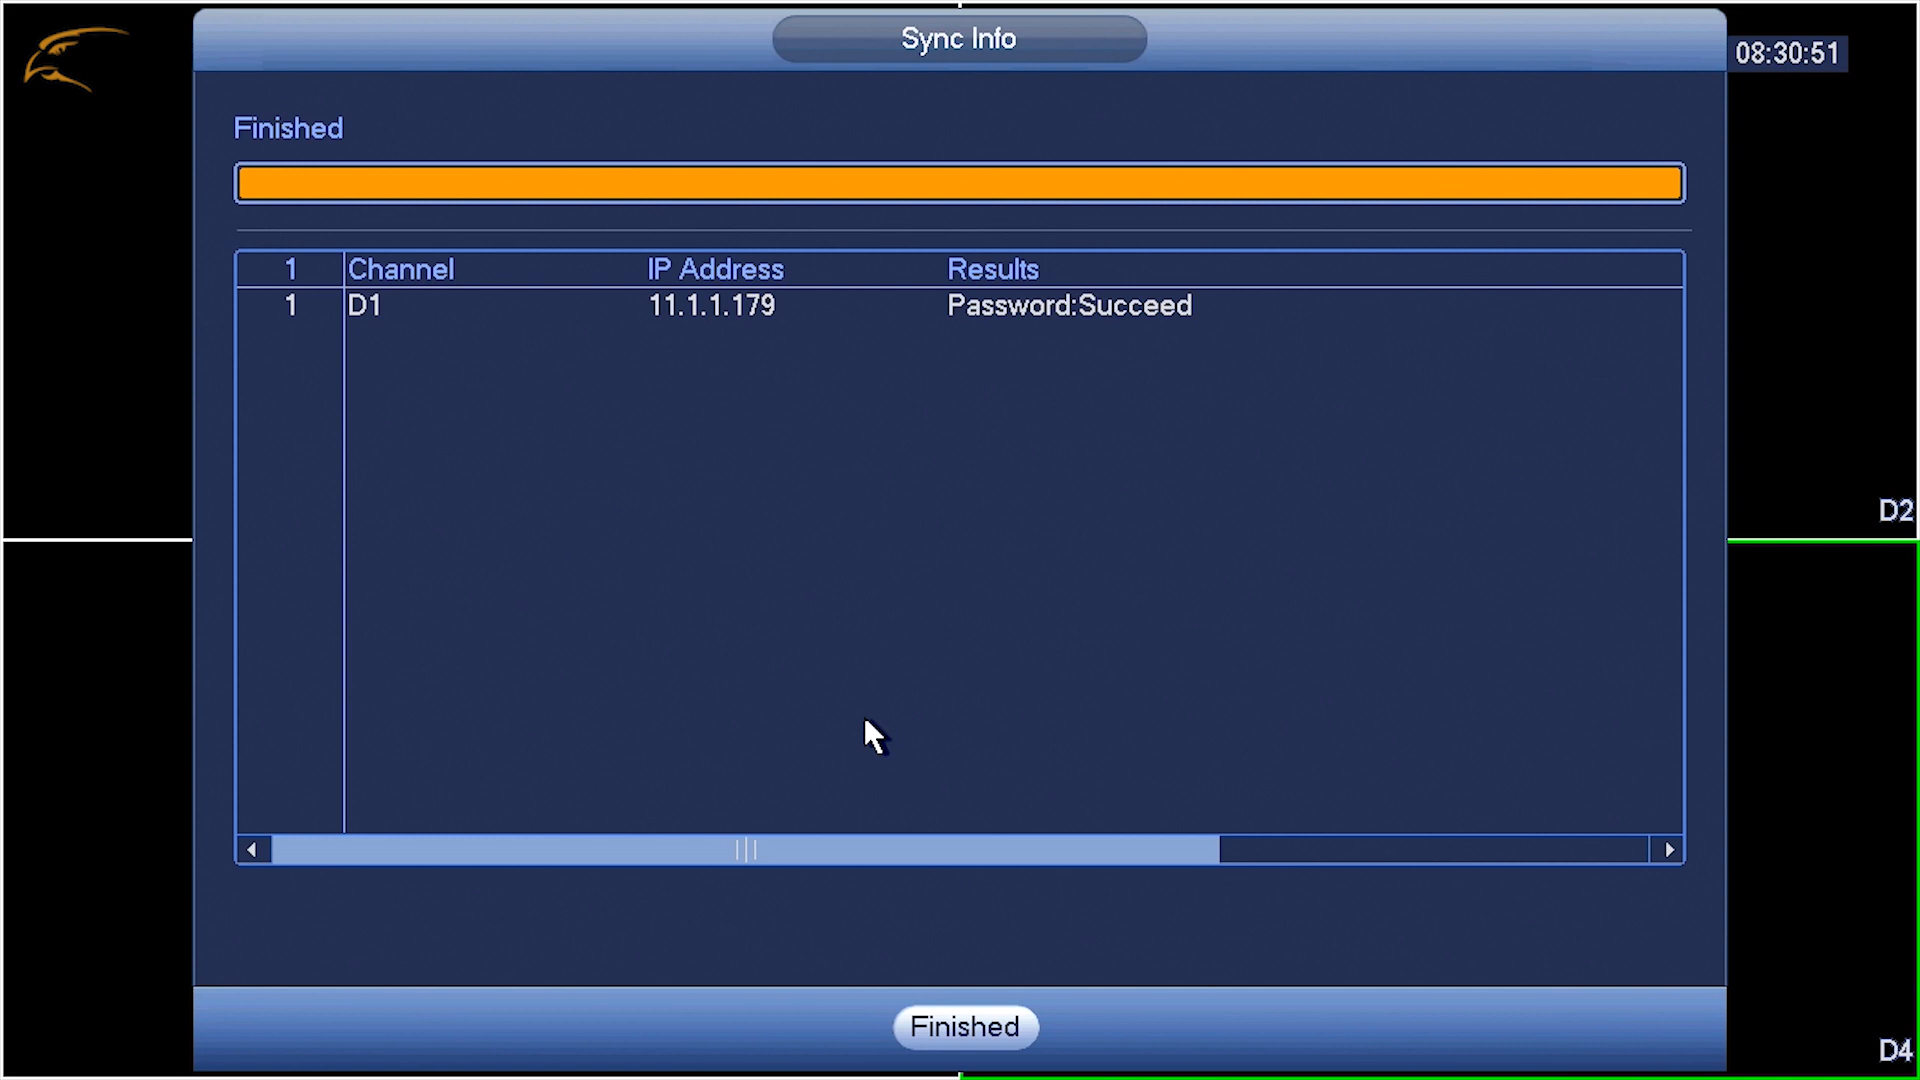 Sync Info
08:30:51
Finished
1 Channel IP Address Results
1 D1 11.1.1.179 Password:Succeed
D2
Finished
D4